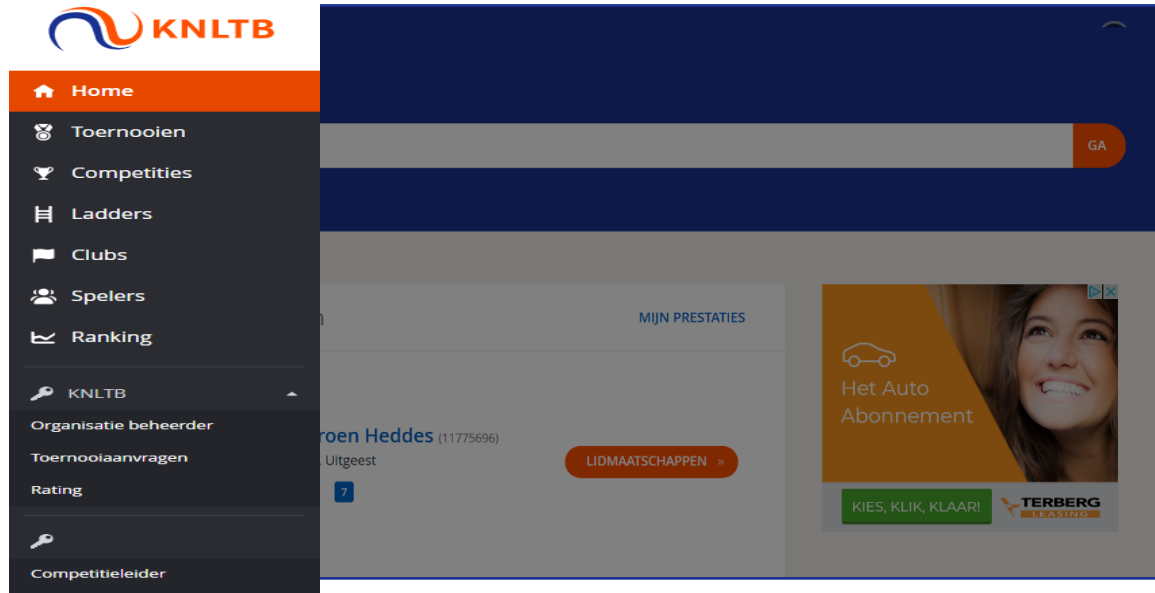 KNLTB
Home
Toernooien
Competities
Ladders
Clubs
Spelers
Ranking
KNLTB
Organisatie beheerder
Toernooiaanvragen
Rating
Competitieleider
GA
MIJN PRESTATIES
roen Heddes (11775696)
Uitgeest
7
LIDMAATSCHAPPEN »
Het Auto
Abonnement
KIES, KLIK, KLAAR!
TERBERG
LEASING